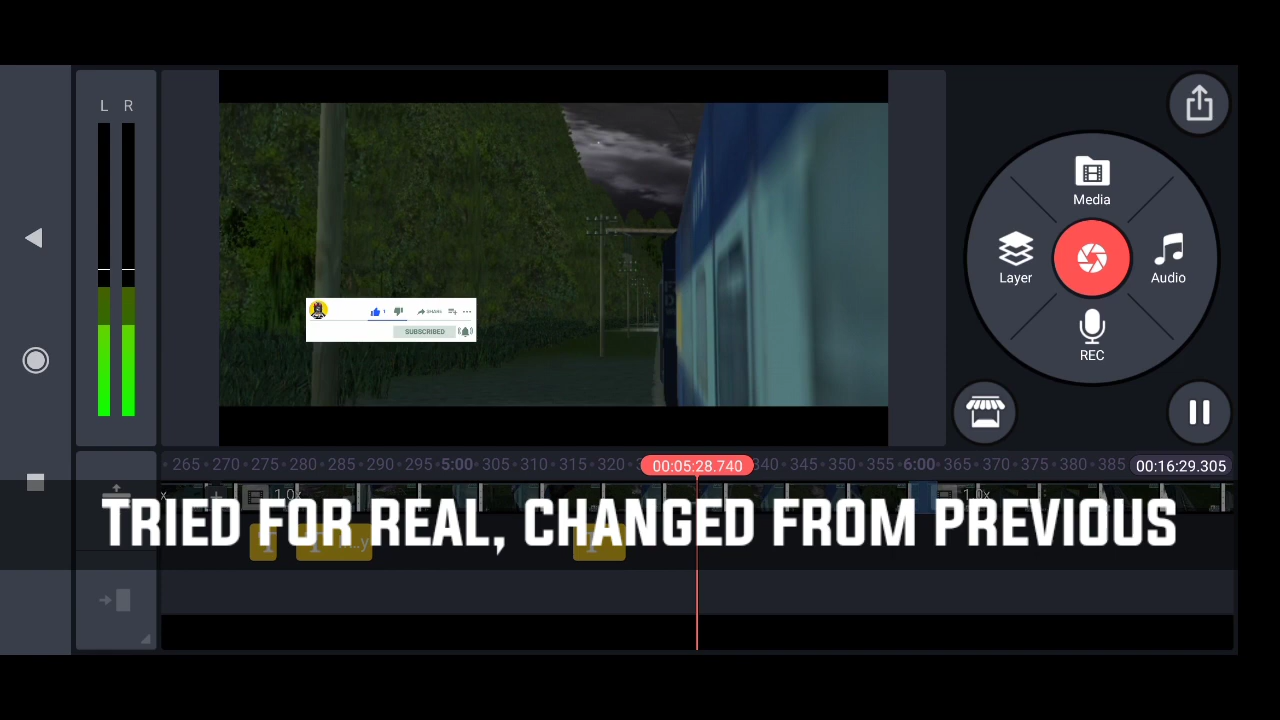 L R
Media
Layer
Audio
REC
1 SHARE
SUBSCRIBED
265 270 275 280 285 290 295 5:00 305 310 315 320 00:05:28.740 340 345 350 355 6:00 365 370 375 380 385 00:16:29.305
1.0x 1.0x
TRIED FOR REAL, CHANGED FROM PREVIOUS